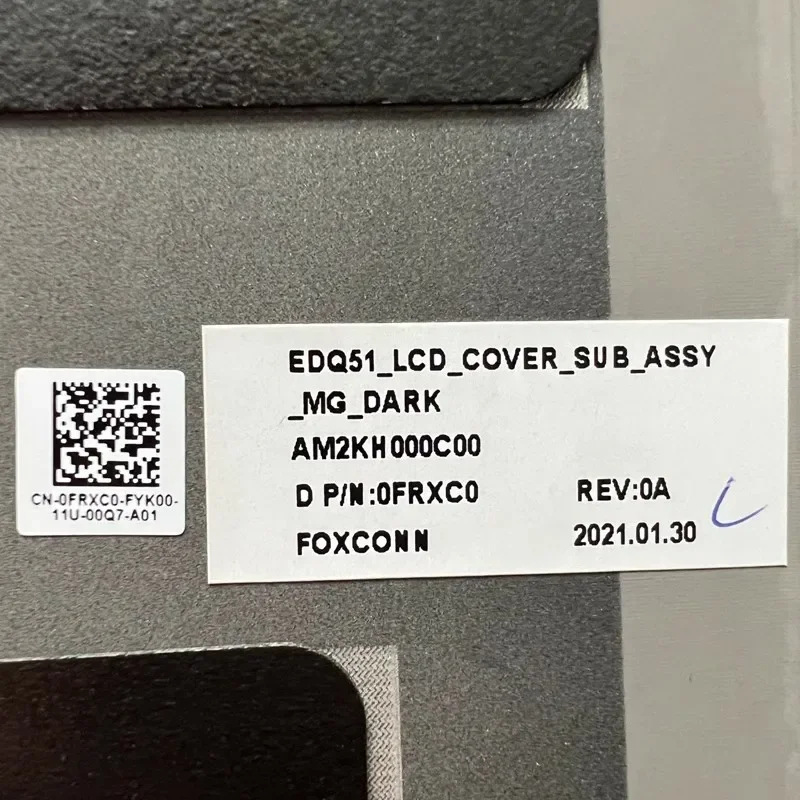 EDQ51_LCD_COVER_SUB_ASSY
_MG_DARK
AM2KH000C00
D P/N:0FRXC0 REV:0A
FOXCONN 2021.01.30
CN-0FRXC0-FYK00-
11U-00Q7-A01